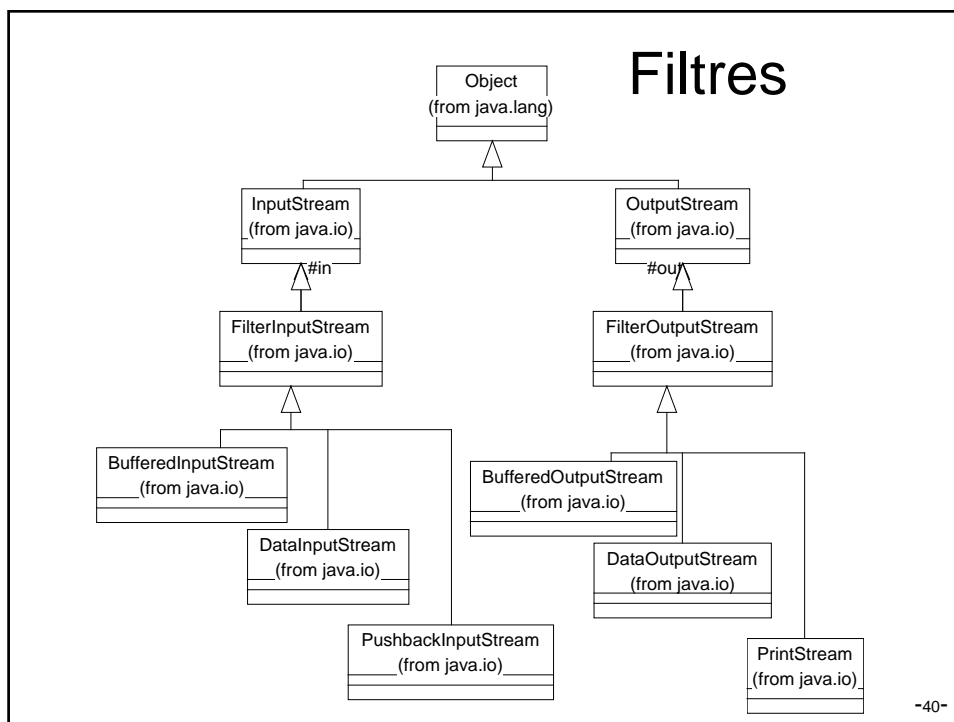 Filtres
Object
(from java.lang)
InputStream
(from java.io)
OutputStream
(from java.io)
#in
#out
FilterInputStream
(from java.io)
FilterOutputStream
(from java.io)
BufferedInputStream
(from java.io)
BufferedOutputStream
(from java.io)
DataInputStream
(from java.io)
DataOutputStream
(from java.io)
PushbackInputStream
(from java.io)
PrintStream
(from java.io)
-40-